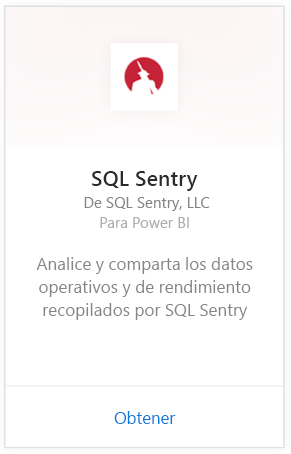 SQL Sentry
De SQL Sentry, LLC
Para Power BI
Analice y comparta los datos
operativos y de rendimiento
recopilados por SQL Sentry
Obtener